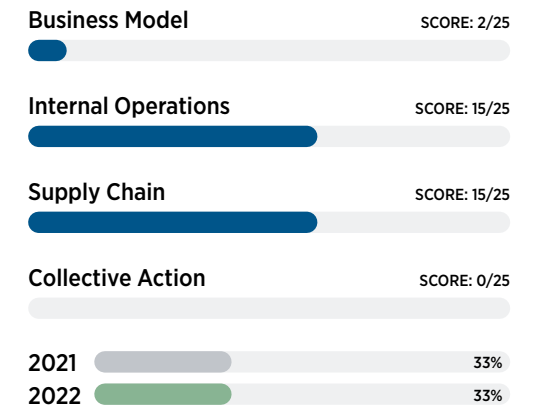 Business Model SCORE: 2/25
Internal Operations SCORE: 15/25
Supply Chain SCORE: 15/25
Collective Action SCORE: 0/25
2021 33%
2022 33%